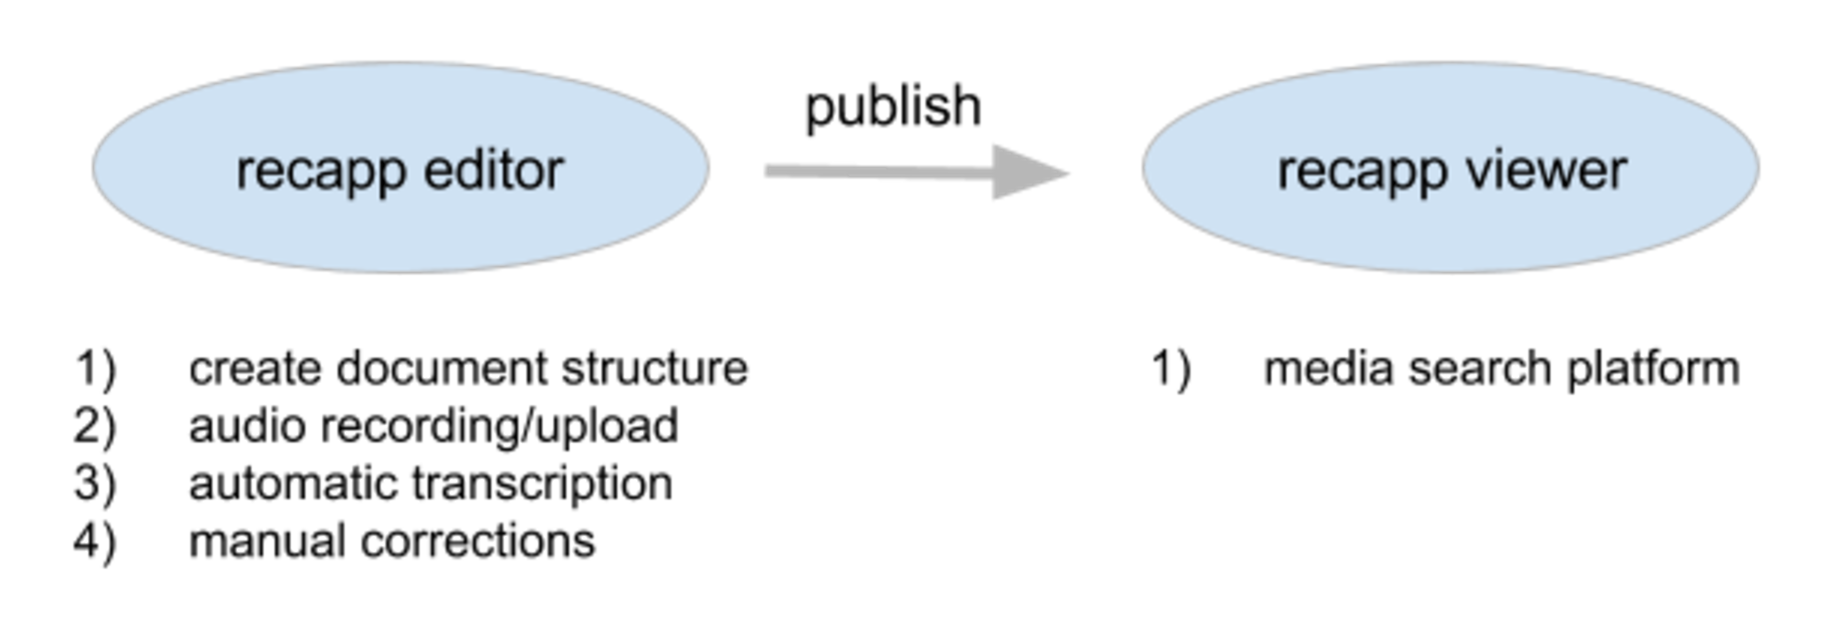 recapp editor
publish
recapp viewer
1) create document structure
2) audio recording/upload
3) automatic transcription
4) manual corrections
1) media search platform